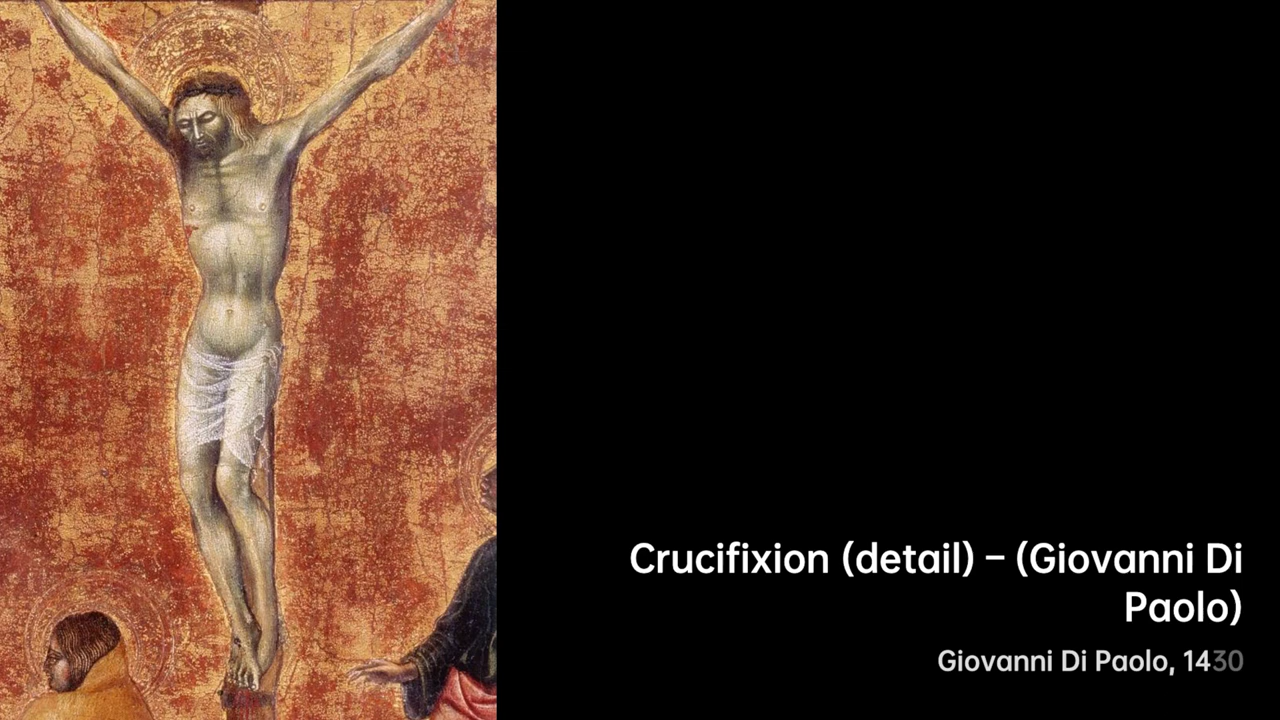 Crucifixion (detail) – (Giovanni Di
Paolo)
Giovanni Di Paolo, 1430